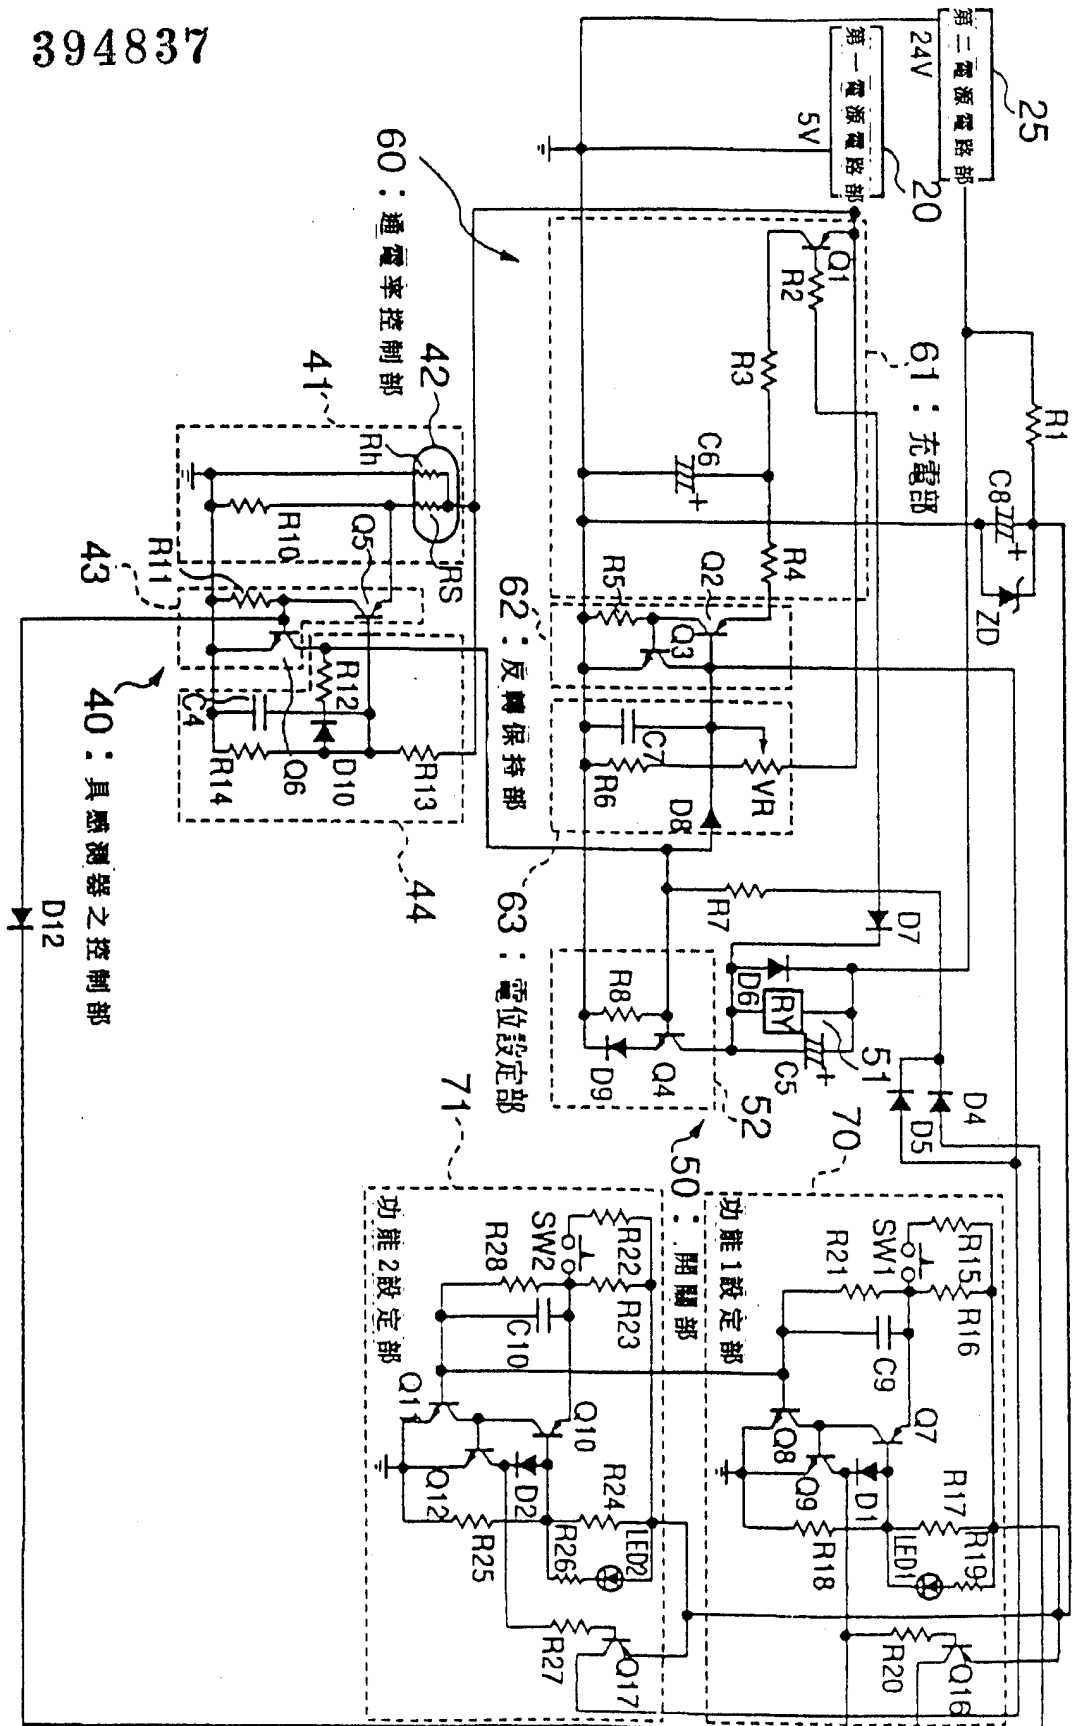 394837
第二電源電路部
24V
25
第一電源電路部
5V
20
R1
C8
+
ZD
60：通電率控制部
61：充電部
Q1
R2
R3
C6
+
R4
Q2
Q3
R5
62：反轉保持部
C7
R6
VR
D8
63：電位設定部
R7
D7
D6
RY
C5
+
51
R8
D9
Q4
52
50：開關部
D4
D5
41
42
Rh
RS
R10
Q5
R11
43
R12
C4
Q6
D10
R13
R14
44
40：具感測器之控制部
D12
70
功能1設定部
R15
SW1
R16
R21
C9
Q7
Q8
Q9
D1
R17
R18
R19
LED1
R20
Q16
71
功能2設定部
R22
SW2
R23
R28
C10
Q10
Q11
Q12
D2
R24
R25
R26
LED2
R27
Q17